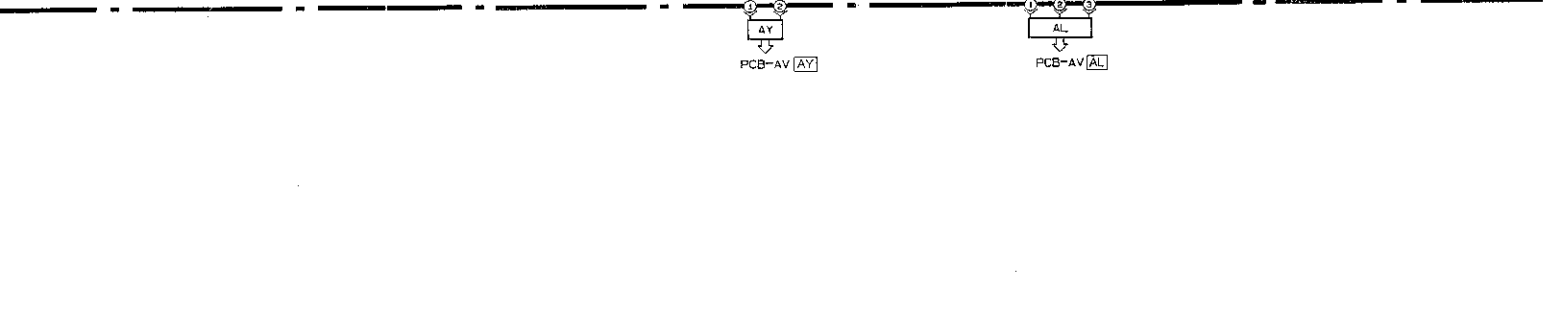 ① ② ① ② ③
AY AL
PCB-AV AY PCB-AV AL